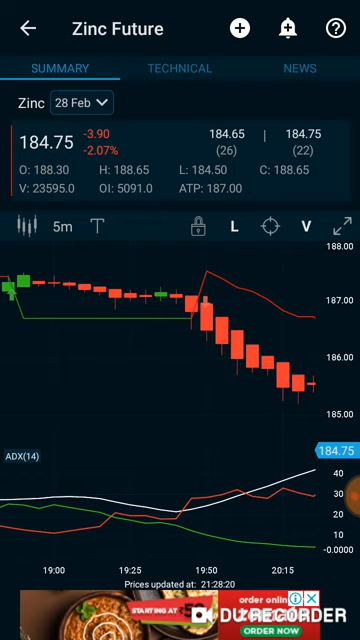 Zinc Future
SUMMARY TECHNICAL NEWS
Zinc 28 Feb
184.75 -3.90 -2.07% 184.65 (26) | 184.75 (22)
O: 188.30 H: 188.65 L: 184.50 C: 188.65
V: 23595.0 OI: 5091.0 ATP: 187.00
5m T L V
188.00
187.00
186.00
185.00
184.75
ADX(14)
40
30
20
10
-0.0000
19:00 19:25 19:50 20:15
Prices updated at: 21:28:20
STARTING AT
order online
ORDER NOW
DU RECORDER